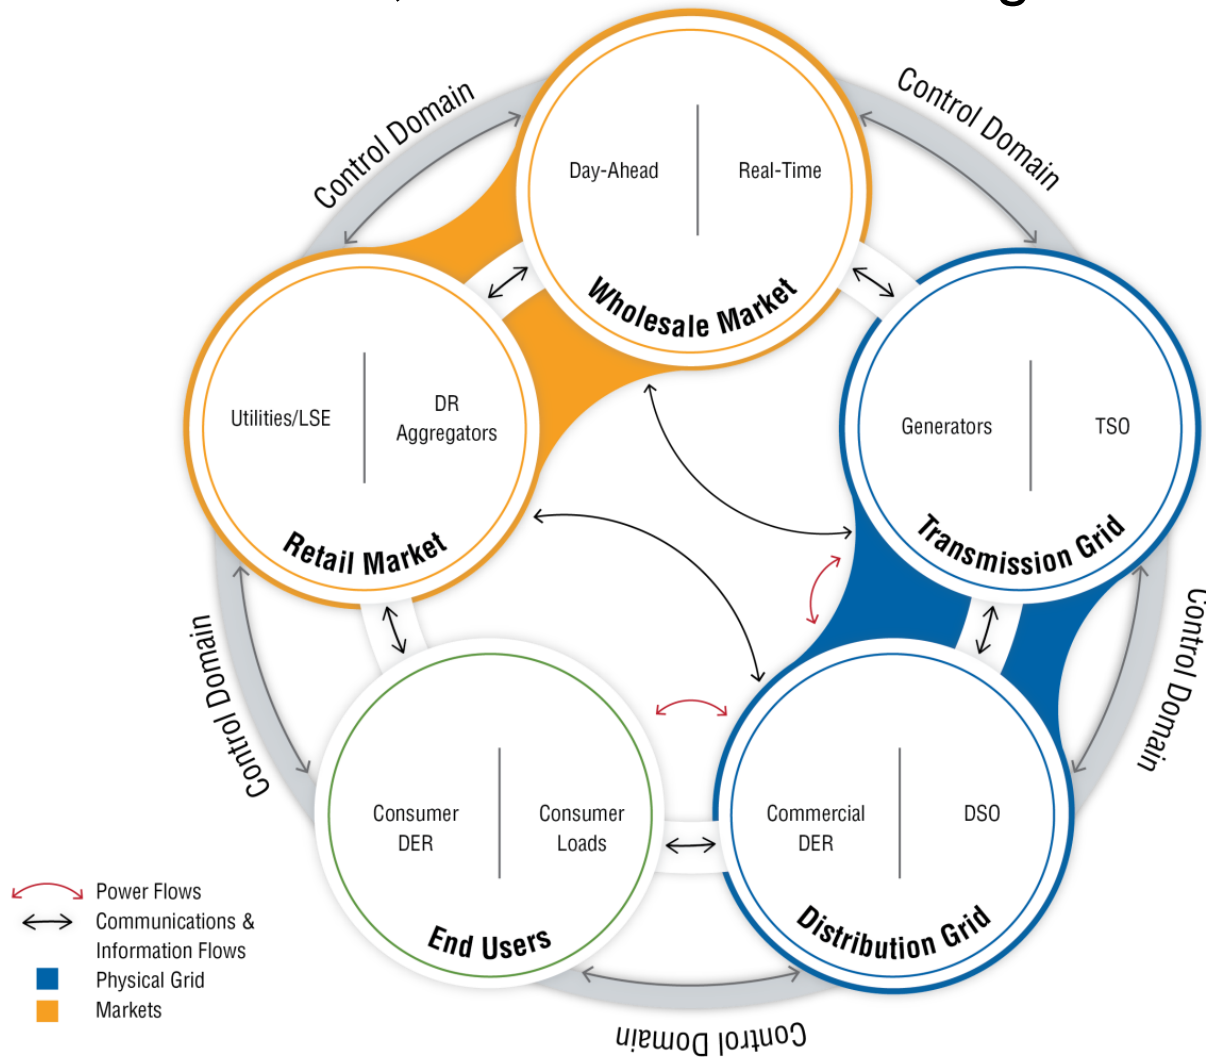 Control Domain
Control Domain
Day-Ahead
Real-Time
Wholesale Market
Utilities/LSE
DR
Aggregators
Retail Market
Generators
TSO
Transmission Grid
Control Domain
Control Domain
Consumer
DER
Consumer
Loads
End Users
Commercial
DER
DSO
Distribution Grid
Control Domain
Power Flows
Communications &
Information Flows
Physical Grid
Markets